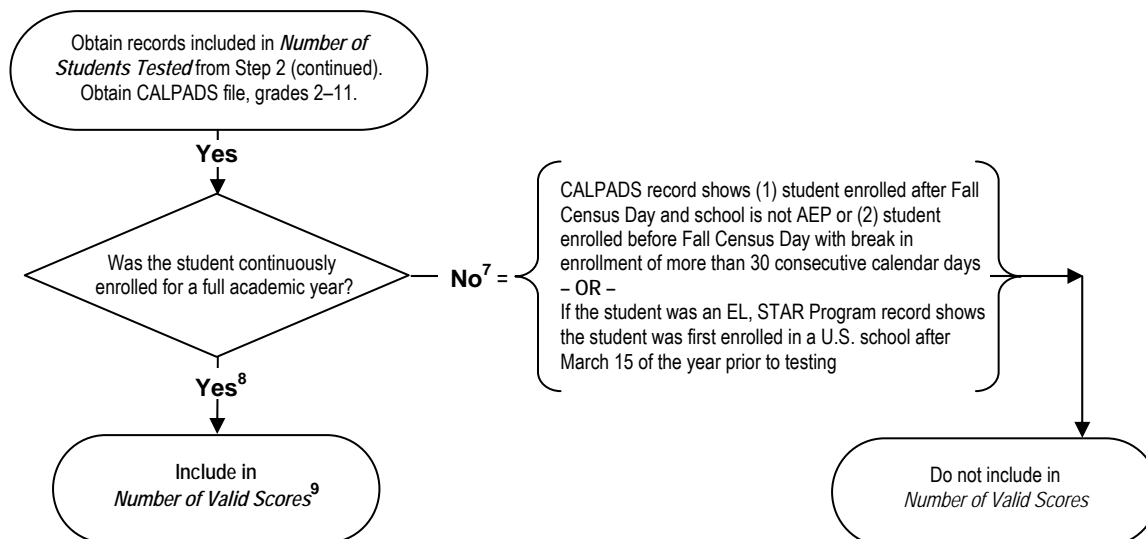 Obtain records included in Number of
Students Tested from Step 2 (continued).
Obtain CALPADS file, grades 2–11.
Yes
Was the student continuously
enrolled for a full academic year?
No7 =
CALPADS record shows (1) student enrolled after Fall
Census Day and school is not AEP or (2) student
enrolled before Fall Census Day with break in
enrollment of more than 30 consecutive calendar days
– OR –
If the student was an EL, STAR Program record shows
the student was first enrolled in a U.S. school after
March 15 of the year prior to testing
Yes8
Include in
Number of Valid Scores9
Do not include in
Number of Valid Scores